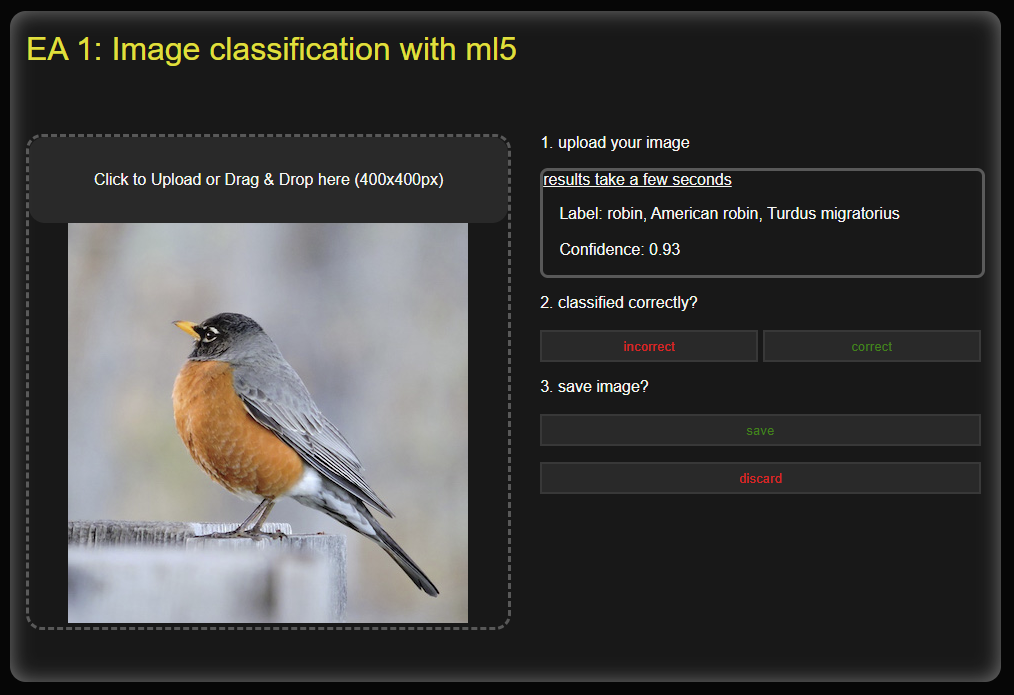 EA 1: Image classification with ml5
Click to Upload or Drag & Drop here (400x400px)
1. upload your image
results take a few seconds
Label: robin, American robin, Turdus migratorius
Confidence: 0.93
2. classified correctly?
incorrect
correct
3. save image?
save
discard